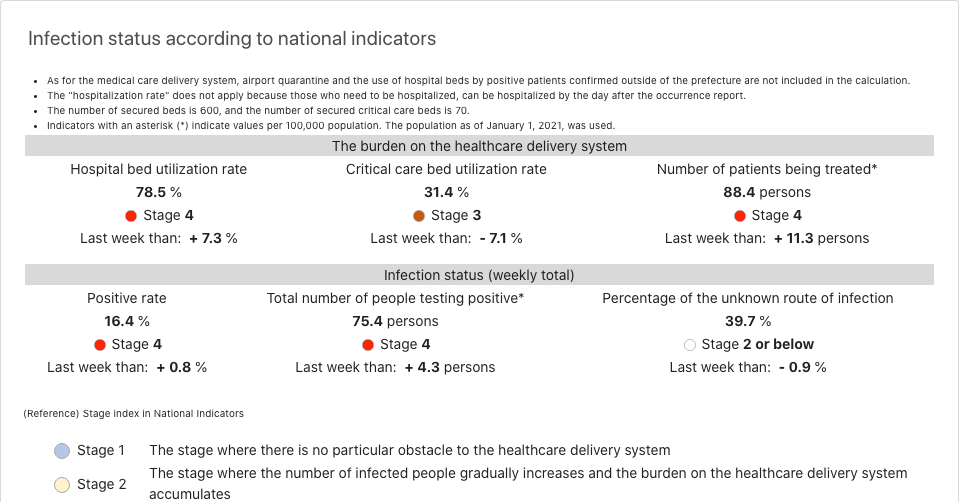 Infection status according to national indicators
• As for the medical care delivery system, airport quarantine and the use of hospital beds by positive patients confirmed outside of the prefecture are not included in the calculation.
• The "hospitalization rate" does not apply because those who need to be hospitalized, can be hospitalized by the day after the occurrence report.
• The number of secured beds is 600, and the number of secured critical care beds is 70.
• Indicators with an asterisk (*) indicate values per 100,000 population. The population as of January 1, 2021, was used.
The burden on the healthcare delivery system
Hospital bed utilization rate Critical care bed utilization rate Number of patients being treated*
78.5 % 31.4 % 88.4 persons
Stage 4 Stage 3 Stage 4
Last week than: + 7.3 % Last week than: - 7.1 % Last week than: + 11.3 persons
Infection status (weekly total)
Positive rate Total number of people testing positive* Percentage of the unknown route of infection
16.4 % 75.4 persons 39.7 %
Stage 4 Stage 4 Stage 2 or below
Last week than: + 0.8 % Last week than: + 4.3 persons Last week than: - 0.9 %
(Reference) Stage index in National Indicators
Stage 1 The stage where there is no particular obstacle to the healthcare delivery system
Stage 2 The stage where the number of infected people gradually increases and the burden on the healthcare delivery system
accumulates